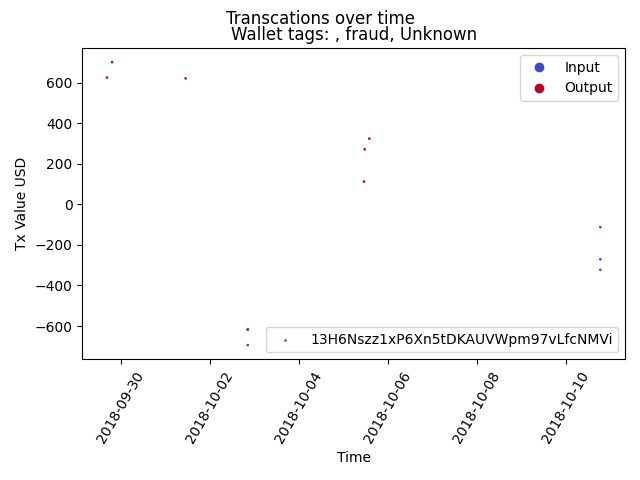 Transcations over time
Wallet tags: , fraud, Unknown
Input
Output
600
400
200
0
−200
−400
−600
Tx Value USD
13H6Nszz1xP6Xn5tDKAUVWpm97vLfcNMVi
2018-09-30
2018-10-02
2018-10-04
2018-10-06
2018-10-08
2018-10-10
Time